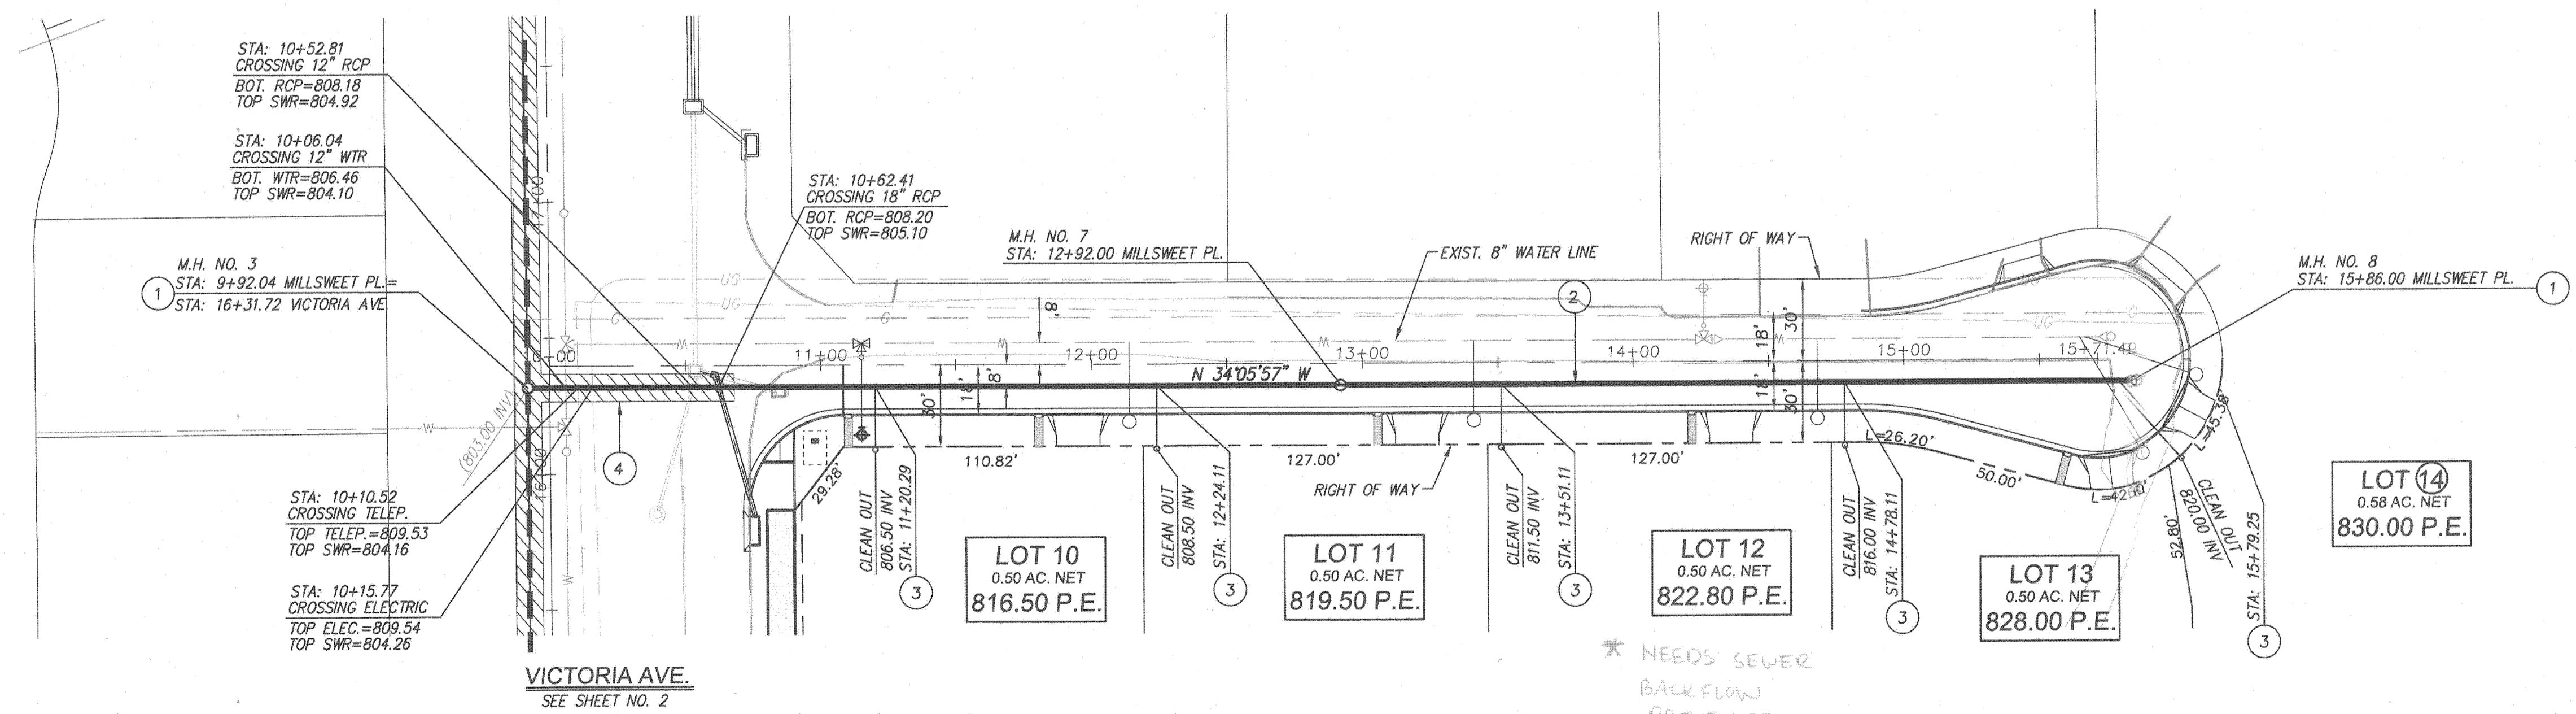 STA: 10+52.81
CROSSING 12" RCP
BOT. RCP=808.18
TOP SWR=804.92
STA: 10+06.04
CROSSING 12" WTR
BOT. WTR=806.46
TOP SWR=804.10
M.H. NO. 3
1
STA: 9+92.04 MILLSWEET PL.=
STA: 16+31.72 VICTORIA AVE.
(803.00 INV)
STA: 10+10.52
CROSSING TELEP.
TOP TELEP.=809.53
TOP SWR=804.16
STA: 10+15.77
CROSSING ELECTRIC
TOP ELEC.=809.54
TOP SWR=804.26
VICTORIA AVE.
SEE SHEET NO. 2
4
W
W
STA: 10+62.41
CROSSING 18" RCP
BOT. RCP=808.20
TOP SWR=805.10
M.H. NO. 7
STA: 12+92.00 MILLSWEET PL.
EXIST. 8" WATER LINE
RIGHT OF WAY
2
M.H. NO. 8
STA: 15+86.00 MILLSWEET PL.
1
UG
UG
G
G
UG
G
W
W
W
W
8'
18'
30'
11+00
12+00
13+00
14+00
15+00
15+71.49
N 34°05'57" W
18'
8'
30'
18'
30'
29.28'
110.82'
127.00'
127.00'
L=26.20'
50.00'
L=45.38'
52.80'
RIGHT OF WAY
CLEAN OUT
806.50 INV
STA: 11+20.29
3
CLEAN OUT
808.50 INV
STA: 12+24.11
3
CLEAN OUT
811.50 INV
STA: 13+51.11
3
CLEAN OUT
816.00 INV
STA: 14+78.11
3
CLEAN OUT
820.00 INV
STA: 15+79.25
3
LOT 10
0.50 AC. NET
816.50 P.E.
LOT 11
0.50 AC. NET
819.50 P.E.
LOT 12
0.50 AC. NET
822.80 P.E.
LOT 13
0.50 AC. NET
828.00 P.E.
LOT 14
0.58 AC. NET
830.00 P.E.
* NEEDS SEWER
BACKFLOW